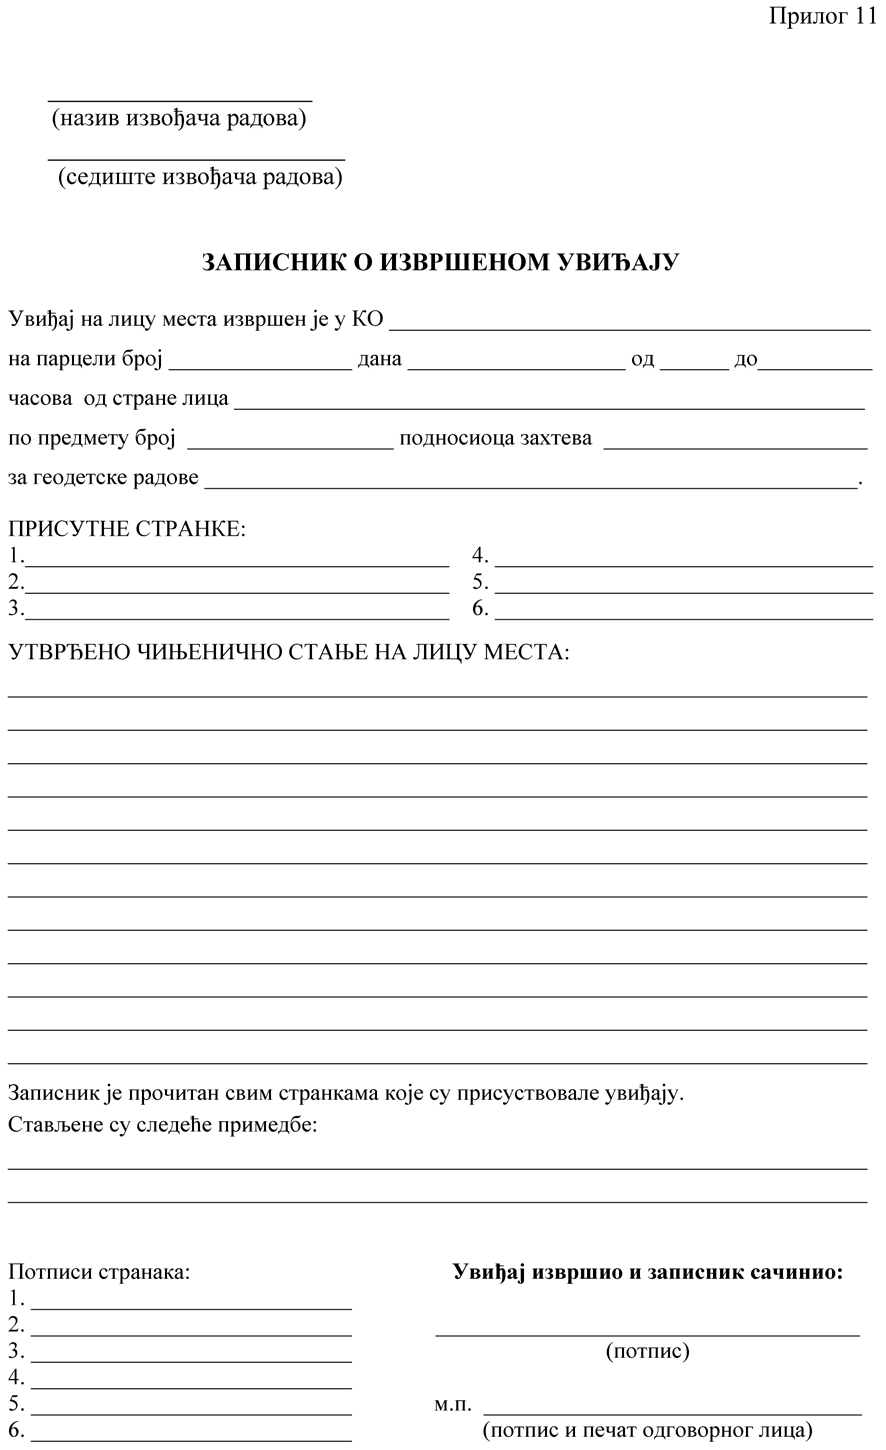 Прилог 11
(назив извођача радова)
(седиште извођача радова)
ЗАПИСНИК О ИЗВРШЕНОМ УВИЂАЈУ
Увиђај на лицу места извршен је у КО
на парцели број дана од до
часова од стране лица
по предмету број подносиоца захтева
за геодетске радове .
ПРИСУТНЕ СТРАНКЕ:
1. 4.
2. 5.
3. 6.
УТВРЂЕНО ЧИЊЕНИЧНО СТАЊЕ НА ЛИЦУ МЕСТА:
Записник је прочитан свим странкама које су присуствовале увиђају.
Стављене су следеће примедбе:
Потписи странака: Увиђај извршио и записник сачинио:
1.
2.
3. (потпис)
4.
5. м.п.
6. (потпис и печат одговорног лица)